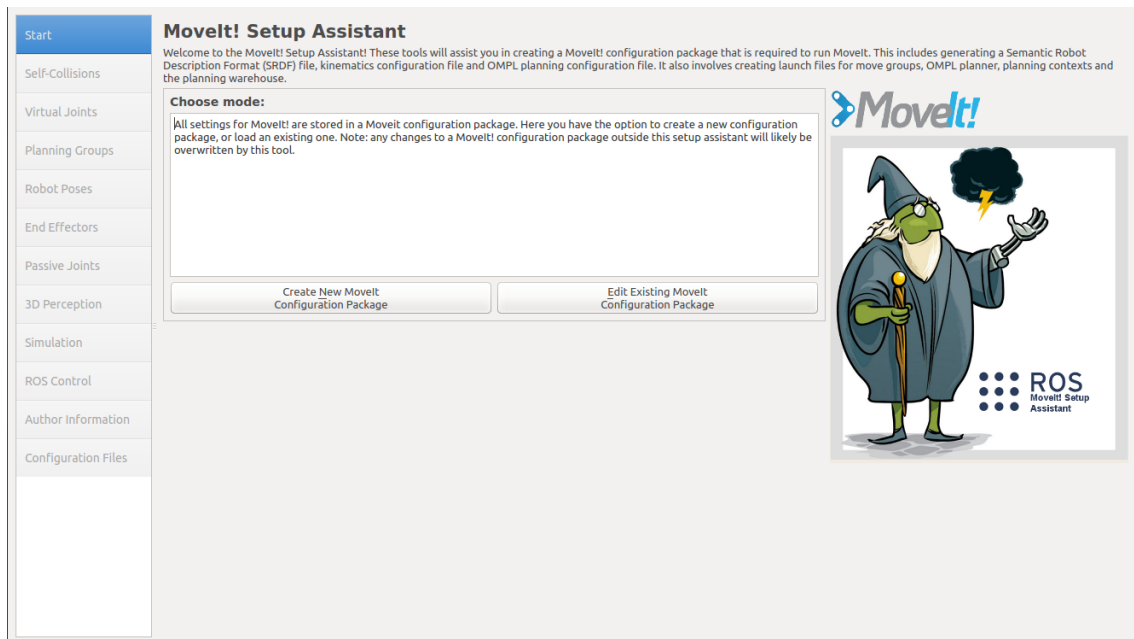 Start
Self-Collisions
Virtual Joints
Planning Groups
Robot Poses
End Effectors
Passive Joints
3D Perception
Simulation
ROS Control
Author Information
Configuration Files
MoveIt! Setup Assistant
Welcome to the MoveIt! Setup Assistant! These tools will assist you in creating a MoveIt! configuration package that is required to run MoveIt. This includes generating a Semantic Robot
Description Format (SRDF) file, kinematics configuration file and OMPL planning configuration file. It also involves creating launch files for move groups, OMPL planner, planning contexts and
the planning warehouse.
Choose mode:
All settings for MoveIt! are stored in a Moveit configuration package. Here you have the option to create a new configuration
package, or load an existing one. Note: any changes to a MoveIt! configuration package outside this setup assistant will likely be
overwritten by this tool.
Create New MoveIt
Configuration Package
Edit Existing MoveIt
Configuration Package
MoveIt!
ROS
MoveIt! Setup
Assistant